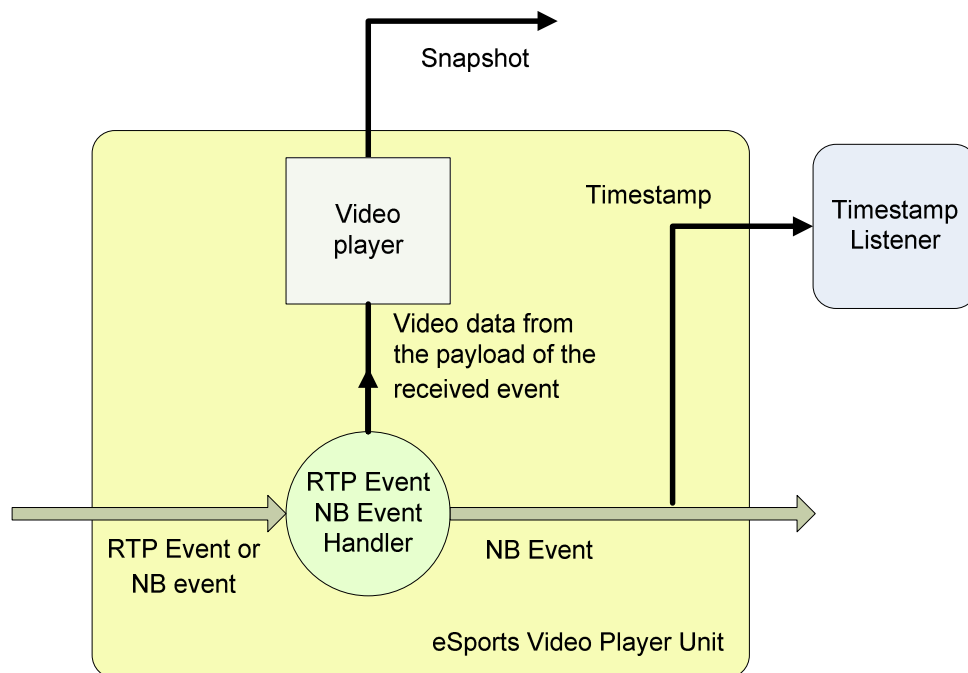 Snapshot
Video
player
Timestamp
Timestamp
Listener
Video data from
the payload of the
received event
RTP Event
NB Event
Handler
RTP Event or
NB event
NB Event
eSports Video Player Unit